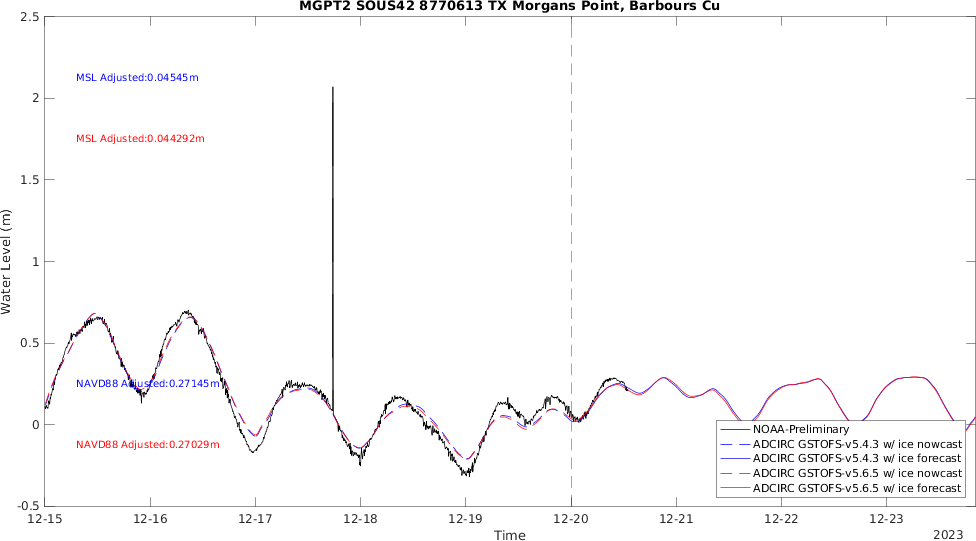 MGPT2 SOUS42 8770613 TX Morgans Point, Barbours Cu
2.5
2
1.5
1
0.5
0
-0.5
Water Level (m)
MSL Adjusted:0.04545m
MSL Adjusted:0.044292m
NAVD88 Adjusted:0.27145m
NAVD88 Adjusted:0.27029m
NOAA-Preliminary
ADCIRC GSTOFS-v5.4.3 w/ ice nowcast
ADCIRC GSTOFS-v5.4.3 w/ ice forecast
ADCIRC GSTOFS-v5.6.5 w/ ice nowcast
ADCIRC GSTOFS-v5.6.5 w/ ice forecast
12-15 12-16 12-17 12-18 12-19 12-20 12-21 12-22 12-23
Time
2023